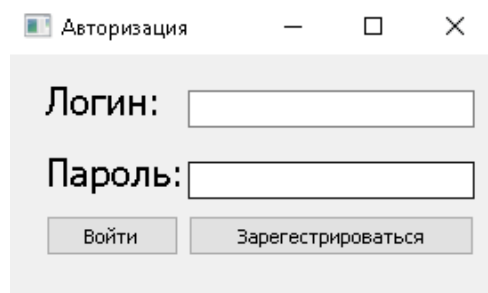 Авторизация
Логин:
Пароль:
Войти Зарегестрироваться